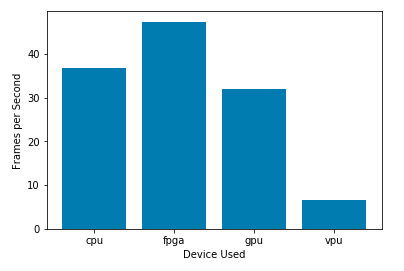 Frames per Second
40
30
20
10
0
cpu fpga gpu vpu
Device Used